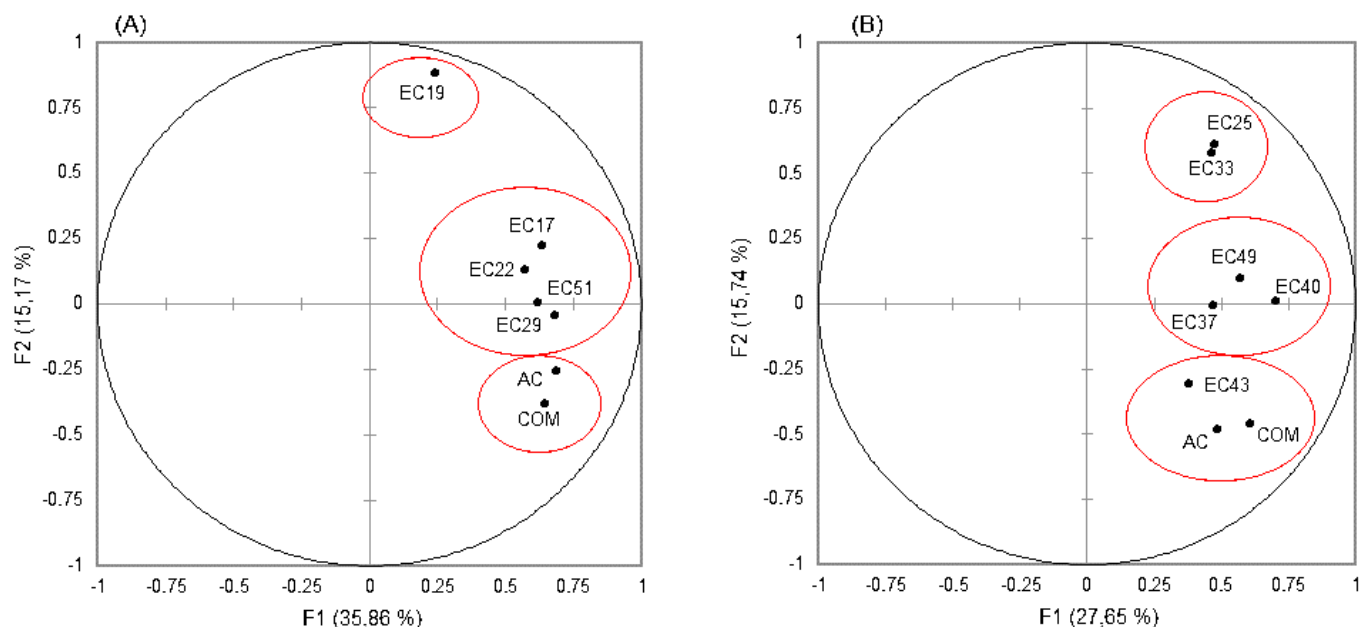 (A)
1
0.75
0.5
0.25
0
-0.25
-0.5
-0.75
-1
F2 (15,17 %)
EC19
EC17
EC22
EC51
EC29
AC
COM
-1 -0.75 -0.5 -0.25 0 0.25 0.5 0.75 1
F1 (35,86 %)
(B)
1
0.75
0.5
0.25
0
-0.25
-0.5
-0.75
-1
F2 (15,74 %)
EC25
EC33
EC49
EC40
EC37
EC43
AC COM
-1 -0.75 -0.5 -0.25 0 0.25 0.5 0.75 1
F1 (27,65 %)